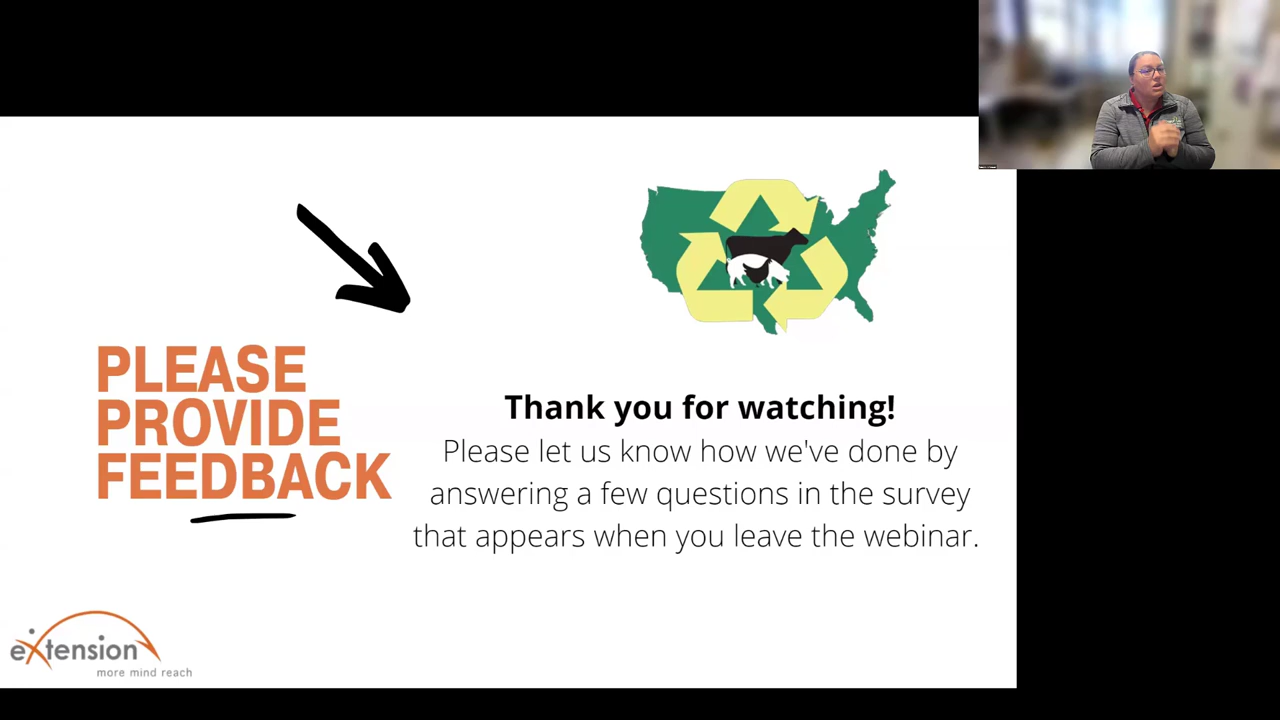 PLEASE
PROVIDE
FEEDBACK
Thank you for watching!
Please let us know how we've done by
answering a few questions in the survey
that appears when you leave the webinar.
eXtension
more mind reach